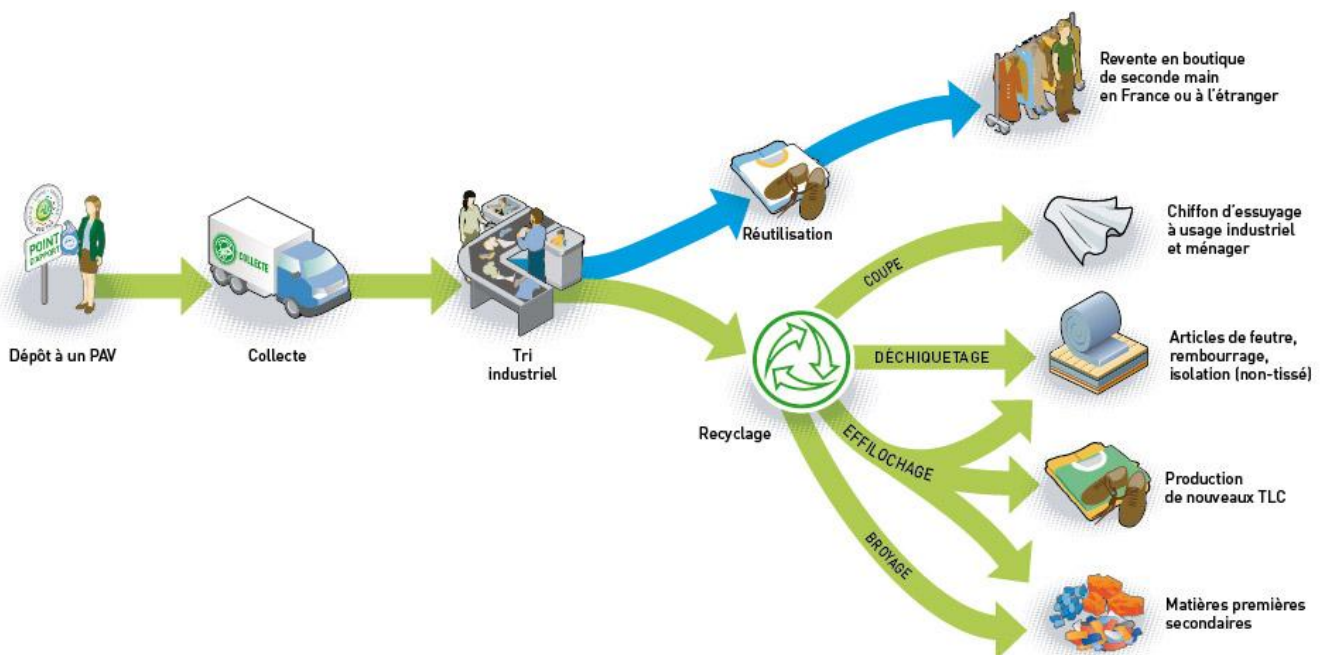 Revente en boutique
de seconde main
en France ou à l'étranger
POINT
D'APPORT
COLLECTE
Réutilisation
Chiffon d'essuyage
à usage industriel
et ménager
COUPE
Dépôt à un PAV
Collecte
Tri
industriel
DÉCHIQUETAGE
Articles de feutre,
rembourrage,
isolation (non-tissé)
Recyclage
EFFILOCHAGE
Production
de nouveaux TLC
BROYAGE
Matières premières
secondaires